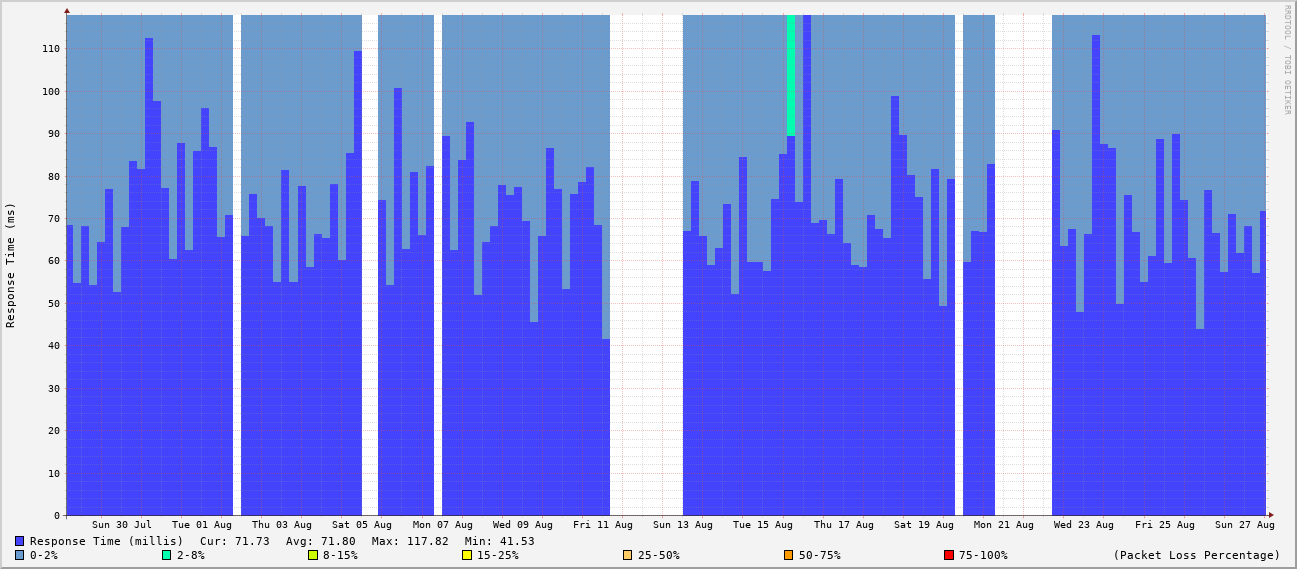 RRDTOOL / TOBI OETIKER
Response Time (ms)
110
100
90
80
70
60
50
40
30
20
10
0
Sun 30 Jul Tue 01 Aug Thu 03 Aug Sat 05 Aug Mon 07 Aug Wed 09 Aug Fri 11 Aug Sun 13 Aug Tue 15 Aug Thu 17 Aug Sat 19 Aug Mon 21 Aug Wed 23 Aug Fri 25 Aug Sun 27 Aug
Response Time (millis) Cur: 71.73 Avg: 71.80 Max: 117.82 Min: 41.53
0-2% 2-8% 8-15% 15-25% 25-50% 50-75% 75-100% (Packet Loss Percentage)